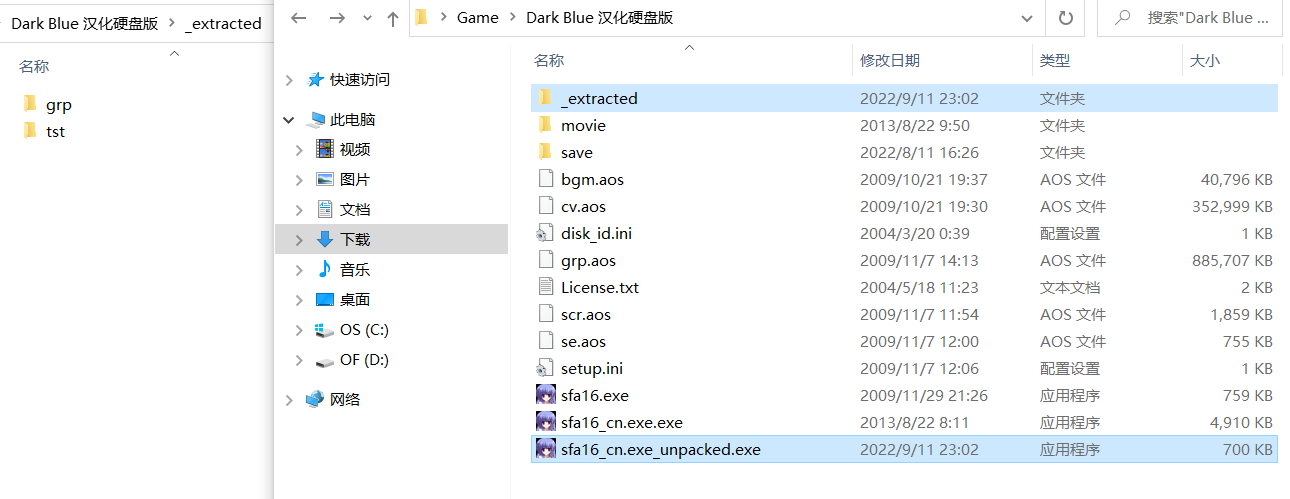 Dark Blue 汉化硬盘版 > _extracted
名称
grp
tst
Game > Dark Blue 汉化硬盘版
搜索"Dark Blue ...
快速访问
此电脑
视频
图片
文档
下载
音乐
桌面
OS (C:)
OF (D:)
网络
名称 修改日期 类型 大小
_extracted 2022/9/11 23:02 文件夹
movie 2013/8/22 9:50 文件夹
save 2022/8/11 16:26 文件夹
bgm.aos 2009/10/21 19:37 AOS 文件 40,796 KB
cv.aos 2009/10/21 19:30 AOS 文件 352,999 KB
disk_id.ini 2004/3/20 0:39 配置设置 1 KB
grp.aos 2009/11/7 14:13 AOS 文件 885,707 KB
License.txt 2004/5/18 11:23 文本文档 2 KB
scr.aos 2009/11/7 11:54 AOS 文件 1,859 KB
se.aos 2009/11/7 12:00 AOS 文件 755 KB
setup.ini 2009/11/7 12:06 配置设置 1 KB
sfa16.exe 2009/11/29 21:26 应用程序 759 KB
sfa16_cn.exe.exe 2013/8/22 8:11 应用程序 4,910 KB
sfa16_cn.exe_unpacked.exe 2022/9/11 23:02 应用程序 700 KB